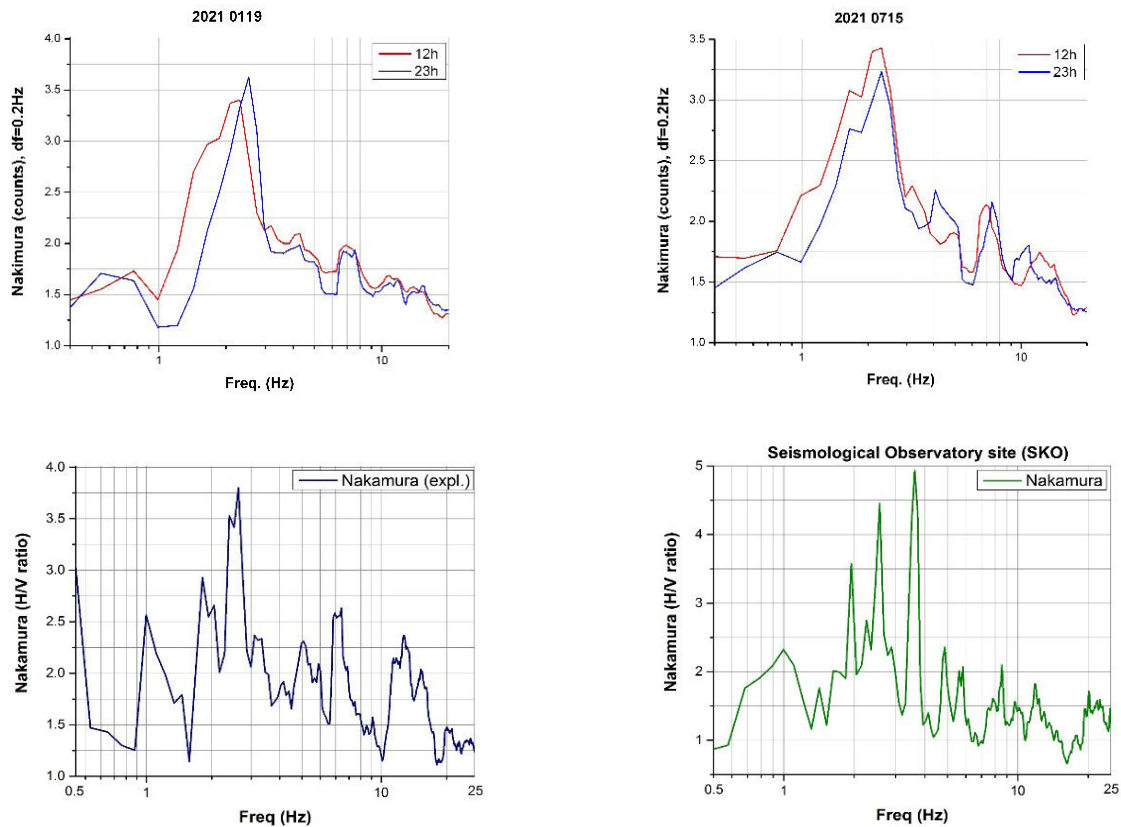 2021 0119
Nakimura (counts), df=0.2Hz
4.0
3.5
3.0
2.5
2.0
1.5
1.0
12h
23h
1
10
Freq. (Hz)
2021 0715
Nakimura (counts), df=0.2Hz
3.5
3.0
2.5
2.0
1.5
1.0
12h
23h
1
10
Freq. (Hz)
Nakamura (H/V ratio)
4.0
3.5
3.0
2.5
2.0
1.5
1.0
Nakamura (expl.)
0.5
1
10
25
Freq (Hz)
Seismological Observatory site (SKO)
Nakamura (H/V ratio)
5
4
3
2
1
Nakamura
0.5
1
10
25
Freq (Hz)